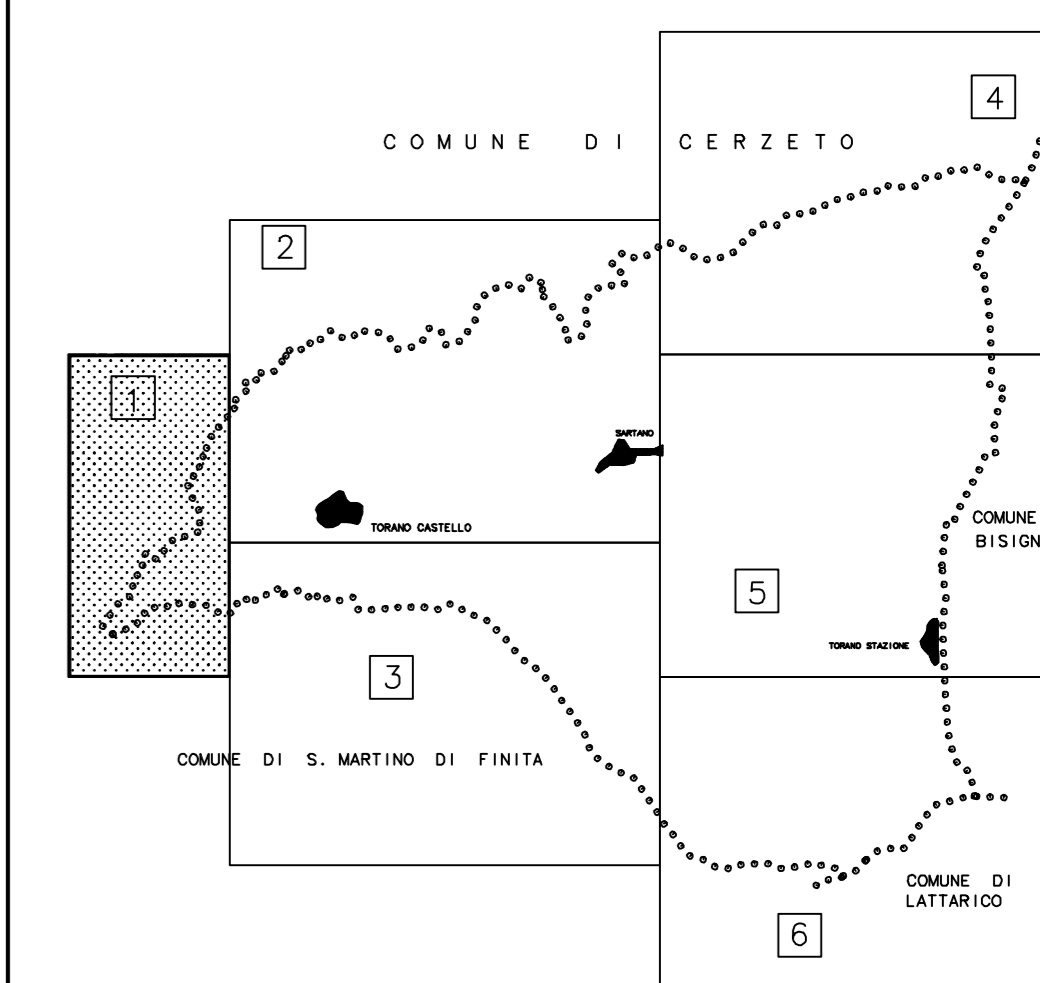 4
COMUNE DI CERZETO
2
1
SARTANO
TORANO CASTELLO
COMUNE
BISIGN
5
TORANO STAZIONE
3
COMUNE DI S. MARTINO DI FINITA
COMUNE DI
LATTARICO
6